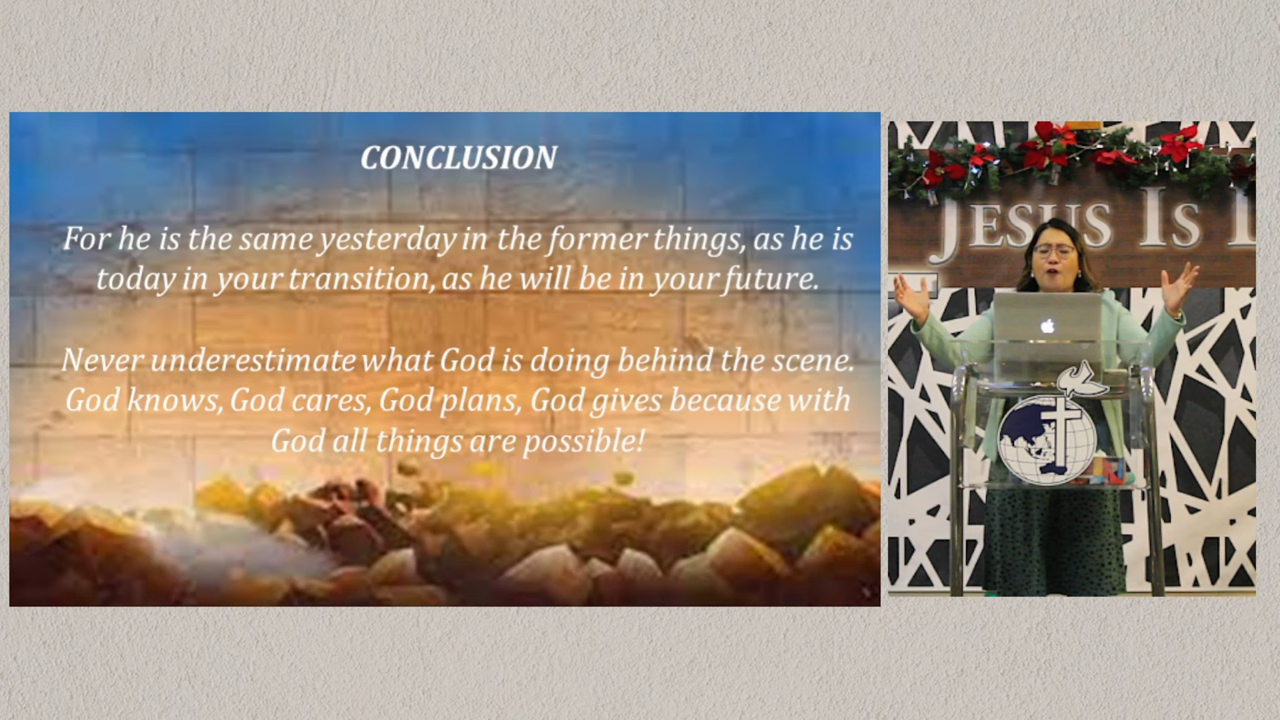 CONCLUSION
For he is the same yesterday in the former things, as he is
today in your transition, as he will be in your future.
Never underestimate what God is doing behind the scene.
God knows, God cares, God plans, God gives because with
God all things are possible!
JESUS IS